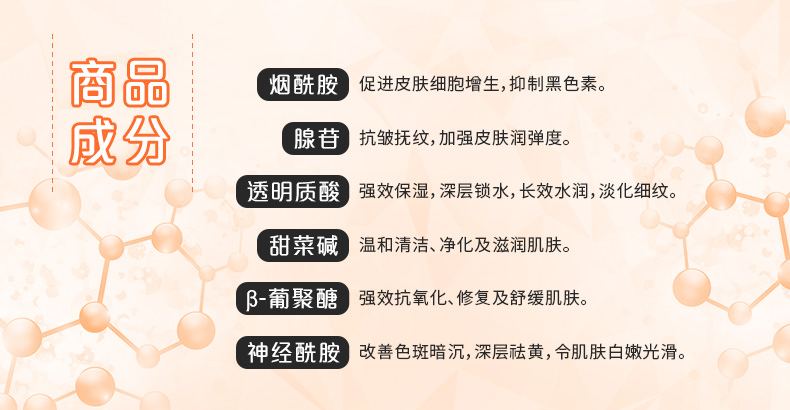 商品
成分
烟酰胺 促进皮肤细胞增生,抑制黑色素。
腺苷 抗皱抚纹,加强皮肤润弹度。
透明质酸 强效保湿,深层锁水,长效水润,淡化细纹。
甜菜碱 温和清洁、净化及滋润肌肤。
β-葡聚醣 强效抗氧化、修复及舒缓肌肤。
神经酰胺 改善色斑暗沉,深层祛黄,令肌肤白嫩光滑。